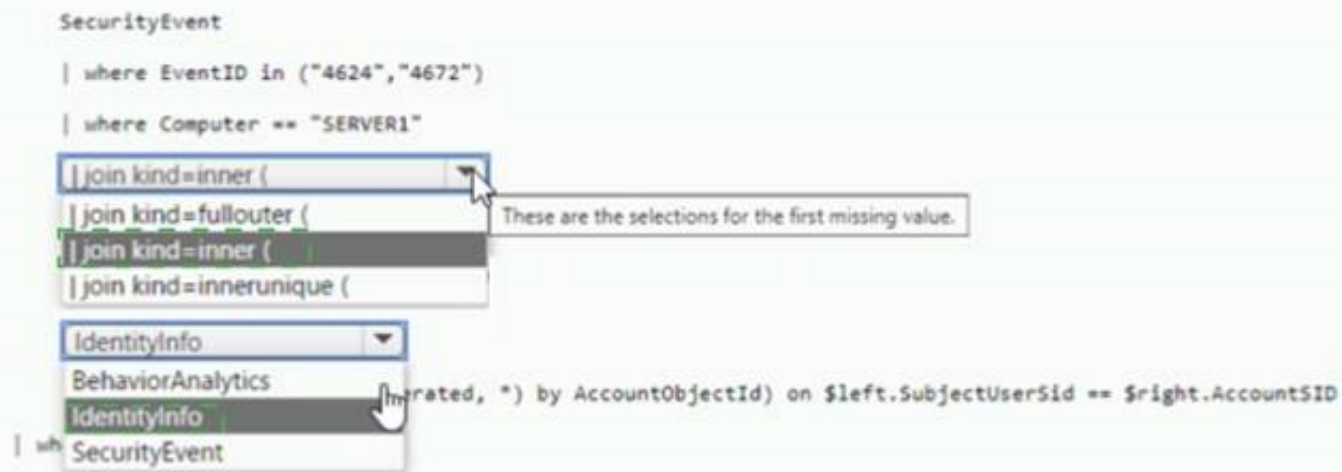 SecurityEvent
| where EventID in ("4624","4672")
| where Computer == "SERVER1"
| join kind=inner (
| join kind=fullouter (
These are the selections for the first missing value.
| join kind=inner (
| join kind=innerunique (
IdentityInfo
BehaviorAnalytics
rated, *) by AccountObjectId) on $left.SubjectUserSid == $right.AccountSID
IdentityInfo
| wh
SecurityEvent